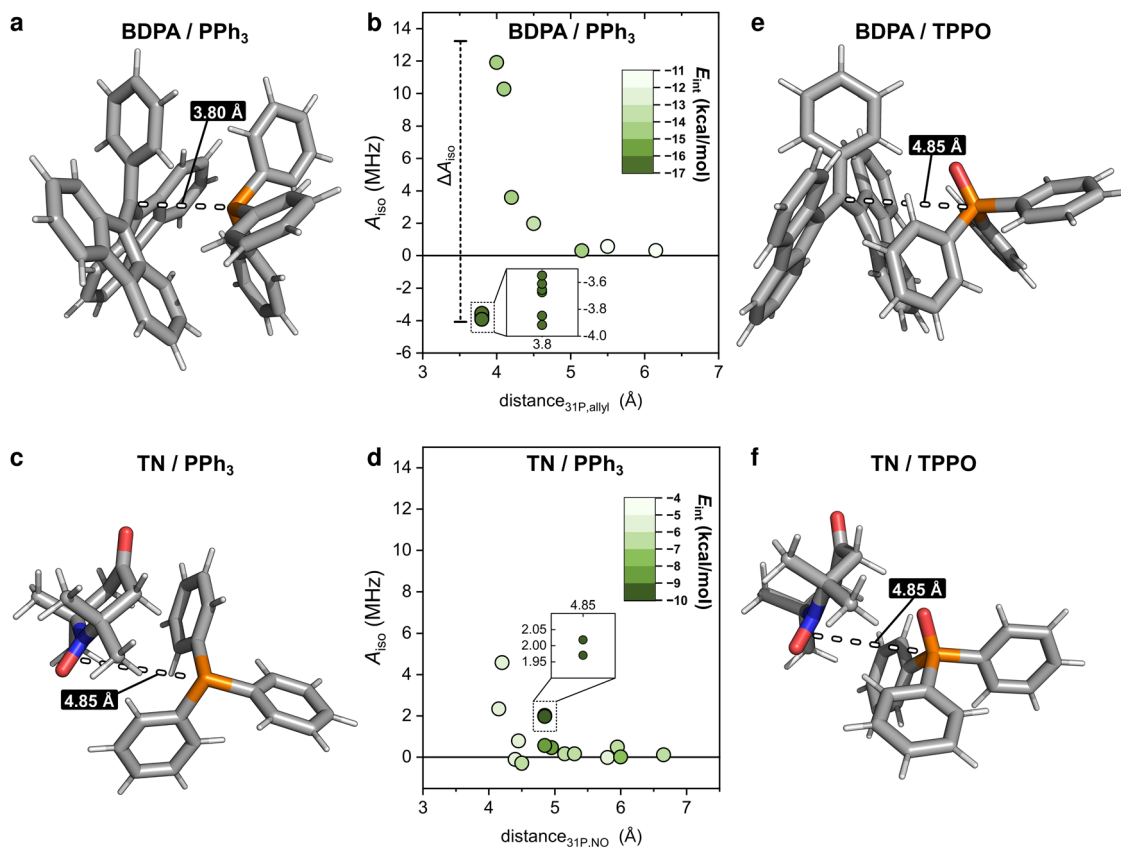 a
BDPA / PPh3
3.80 Å
b
BDPA / PPh3
14
12
10
8
6
4
2
0
-2
-4
-6
Aiso (MHz)
ΔAiso
−11
−12
−13
−14
−15
−16
−17
Eint (kcal/mol)
-3.6
-3.8
-4.0
3.8
3 4 5 6 7
distance31P,allyl (Å)
e
BDPA / TPPO
4.85 Å
c
TN / PPh3
4.85 Å
d
TN / PPh3
14
12
10
8
6
4
2
0
-2
-4
-6
Aiso (MHz)
−4
−5
−6
−7
−8
−9
−10
Eint (kcal/mol)
4.85
2.05
2.00
1.95
3 4 5 6 7
distance31P,NO (Å)
f
TN / TPPO
4.85 Å